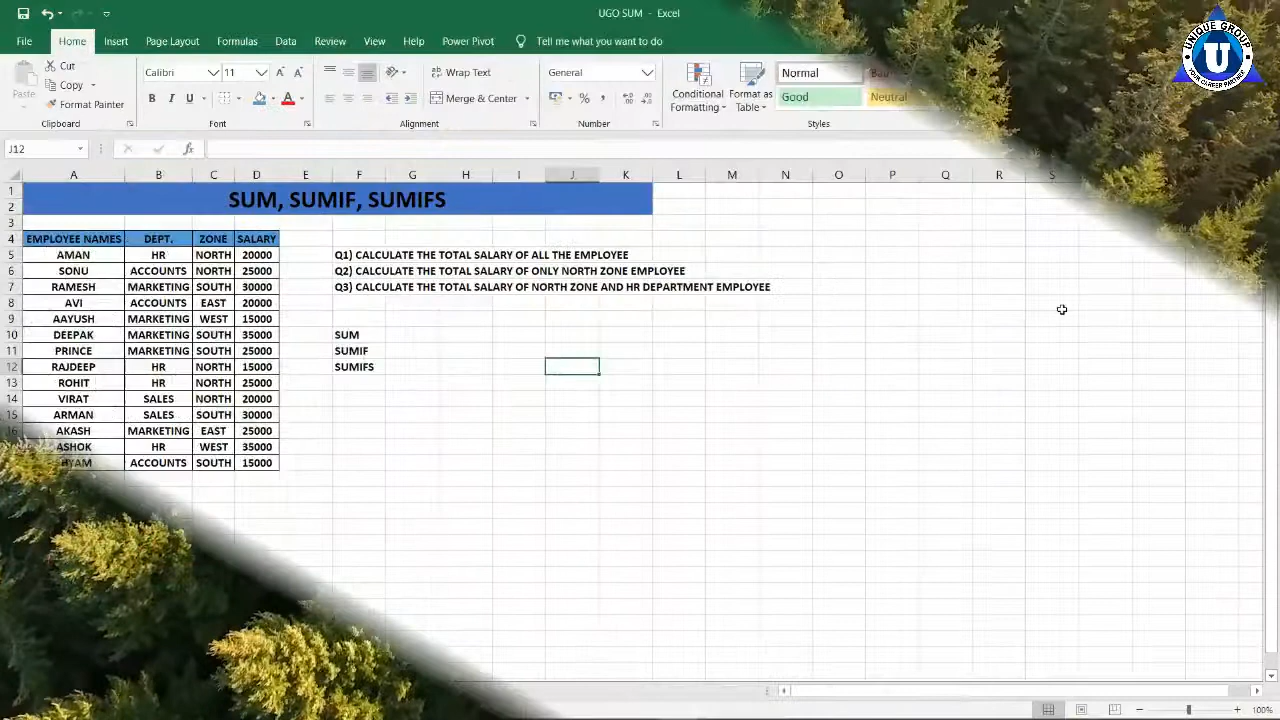 UGO SUM - Excel
File Home Insert Page Layout Formulas Data Review View Help Power Pivot Tell me what you want to do
UNIQUE GROUP
U
Cut
Copy
Format Painter
Paste
Clipboard
Calibri 11
B I U
Font
Wrap Text
Merge & Center
Alignment
General
Number
Conditional Formatting
Format as Table
Normal
Good
Neutral
Styles
J12
fx
A B C D E F G H I J K L M N O P Q R S
SUM, SUMIF, SUMIFS
EMPLOYEE NAMES DEPT. ZONE SALARY
AMAN HR NORTH 20000
SONU ACCOUNTS NORTH 25000
RAMESH MARKETING SOUTH 30000
AVI ACCOUNTS EAST 20000
AAYUSH MARKETING WEST 15000
DEEPAK MARKETING SOUTH 35000
PRINCE MARKETING SOUTH 25000
RAJDEEP HR NORTH 15000
ROHIT HR NORTH 25000
VIRAT SALES NORTH 20000
ARMAN SALES SOUTH 30000
AKASH MARKETING EAST 25000
ASHOK HR WEST 35000
HYAM ACCOUNTS SOUTH 15000
Q1) CALCULATE THE TOTAL SALARY OF ALL THE EMPLOYEE
Q2) CALCULATE THE TOTAL SALARY OF ONLY NORTH ZONE EMPLOYEE
Q3) CALCULATE THE TOTAL SALARY OF NORTH ZONE AND HR DEPARTMENT EMPLOYEE
SUM
SUMIF
SUMIFS
100%